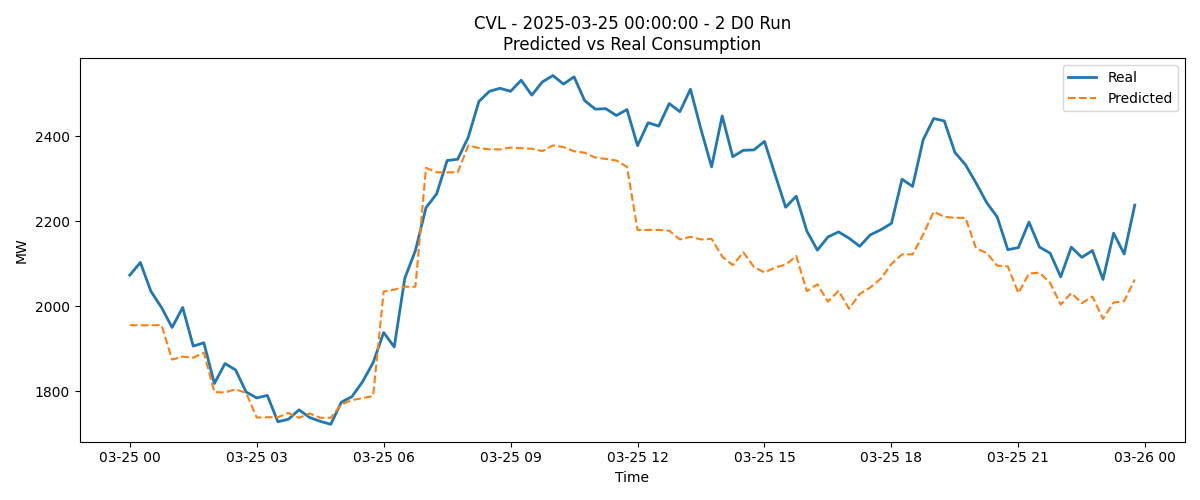 CVL - 2025-03-25 00:00:00 - 2 D0 Run
Predicted vs Real Consumption
Real
Predicted
MW
2400
2200
2000
1800
03-25 00
03-25 03
03-25 06
03-25 09
03-25 12
03-25 15
03-25 18
03-25 21
03-26 00
Time